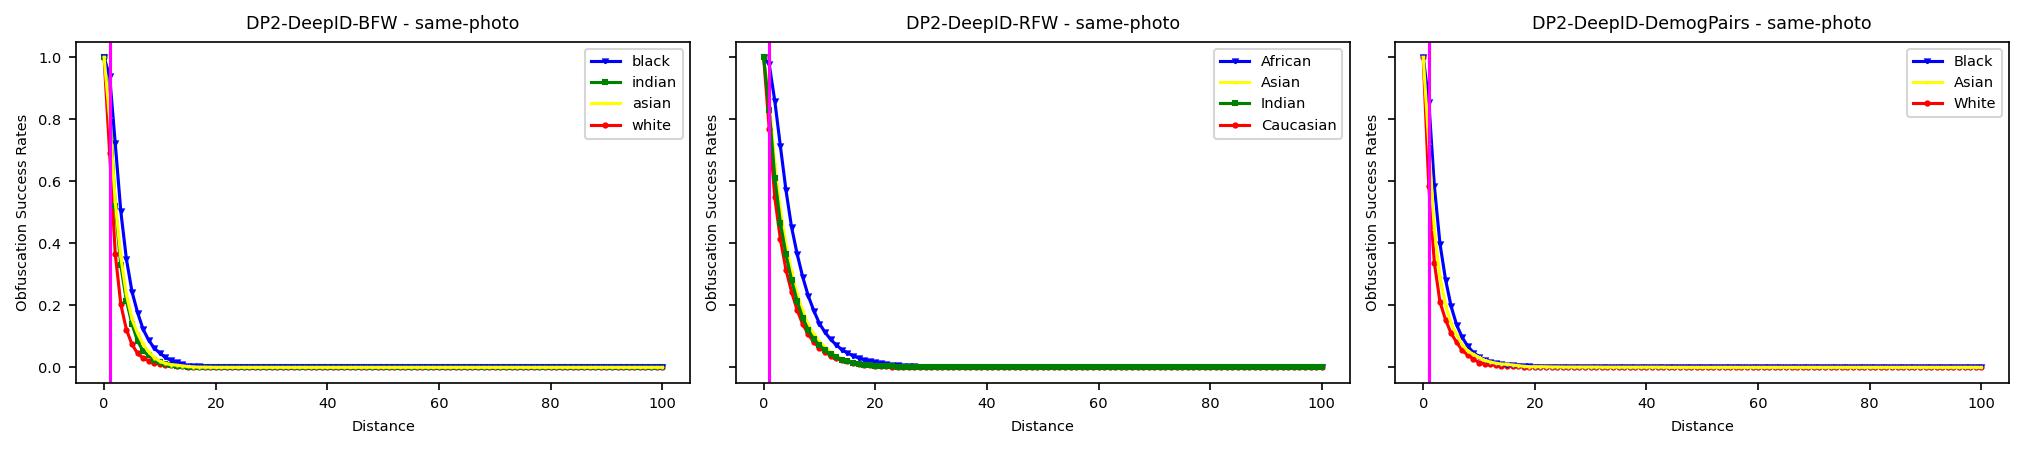 DP2-DeepID-BFW - same-photo
Obfuscation Success Rates
1.0
0.8
0.6
0.4
0.2
0.0
black
indian
asian
white
0 20 40 60 80 100
Distance
DP2-DeepID-RFW - same-photo
Obfuscation Success Rates
African
Asian
Indian
Caucasian
0 20 40 60 80 100
Distance
DP2-DeepID-DemogPairs - same-photo
Obfuscation Success Rates
Black
Asian
White
0 20 40 60 80 100
Distance